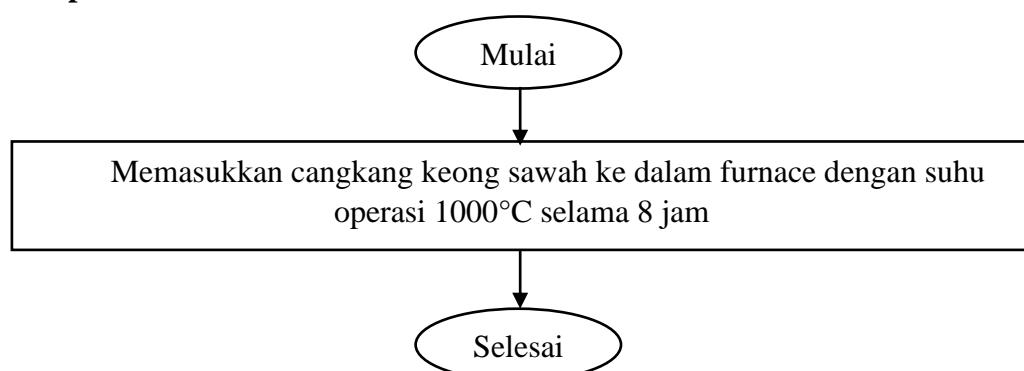 Mulai
Memasukkan cangkang keong sawah ke dalam furnace dengan suhu
operasi 1000°C selama 8 jam
Selesai